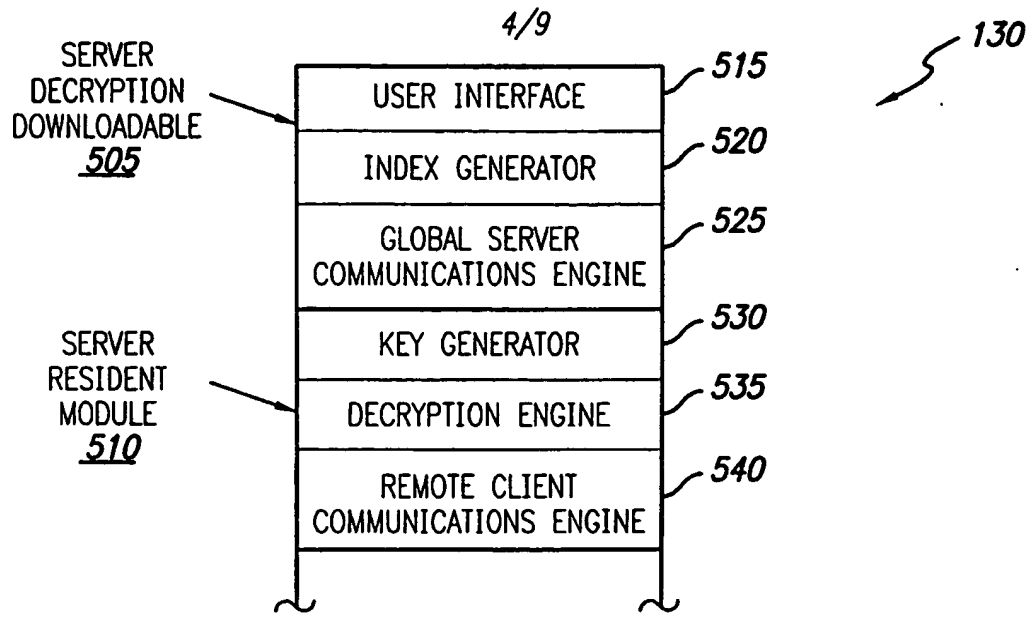 4/9
130
SERVER
DECRYPTION
DOWNLOADABLE
505
USER INTERFACE
515
INDEX GENERATOR
520
GLOBAL SERVER
COMMUNICATIONS ENGINE
525
SERVER
RESIDENT
MODULE
510
KEY GENERATOR
530
DECRYPTION ENGINE
535
REMOTE CLIENT
COMMUNICATIONS ENGINE
540